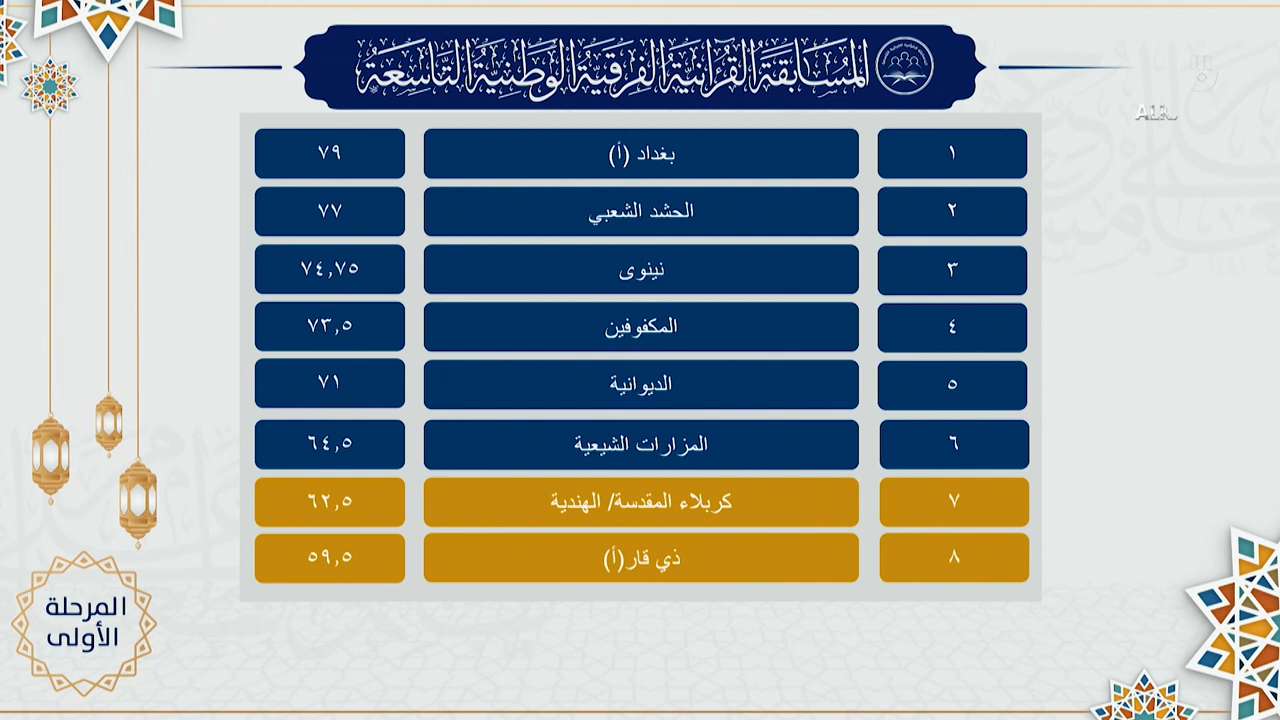 المسابقة القرآنية الفرقية الوطنية التاسعة
١ بغداد (أ) ٧٩
٢ الحشد الشعبي ٧٧
٣ نينوى ٧٤,٧٥
٤ المكفوفين ٧٣,٥
٥ الديوانية ٧١
٦ المزارات الشيعية ٦٤,٥
٧ كربلاء المقدسة/ الهندية ٦٢,٥
٨ ذي قار(أ) ٥٩,٥
المرحلة
الأولى